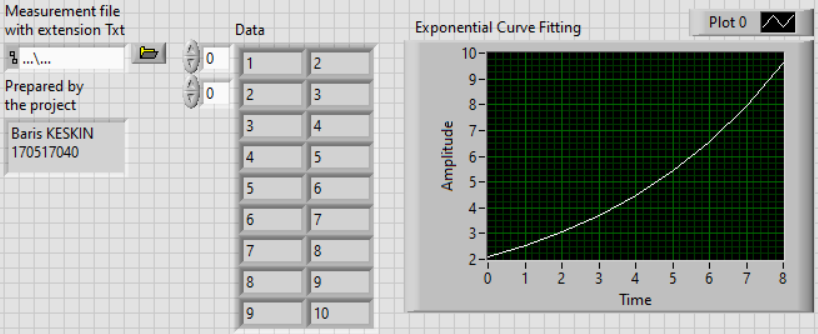 Measurement file
with extension Txt
...\...
Prepared by
the project
Baris KESKIN
170517040
Data
0
0
1 2
2 3
3 4
4 5
5 6
6 7
7 8
8 9
9 10
Exponential Curve Fitting
Plot 0
Amplitude
10
9
8
7
6
5
4
3
2
0 1 2 3 4 5 6 7 8
Time